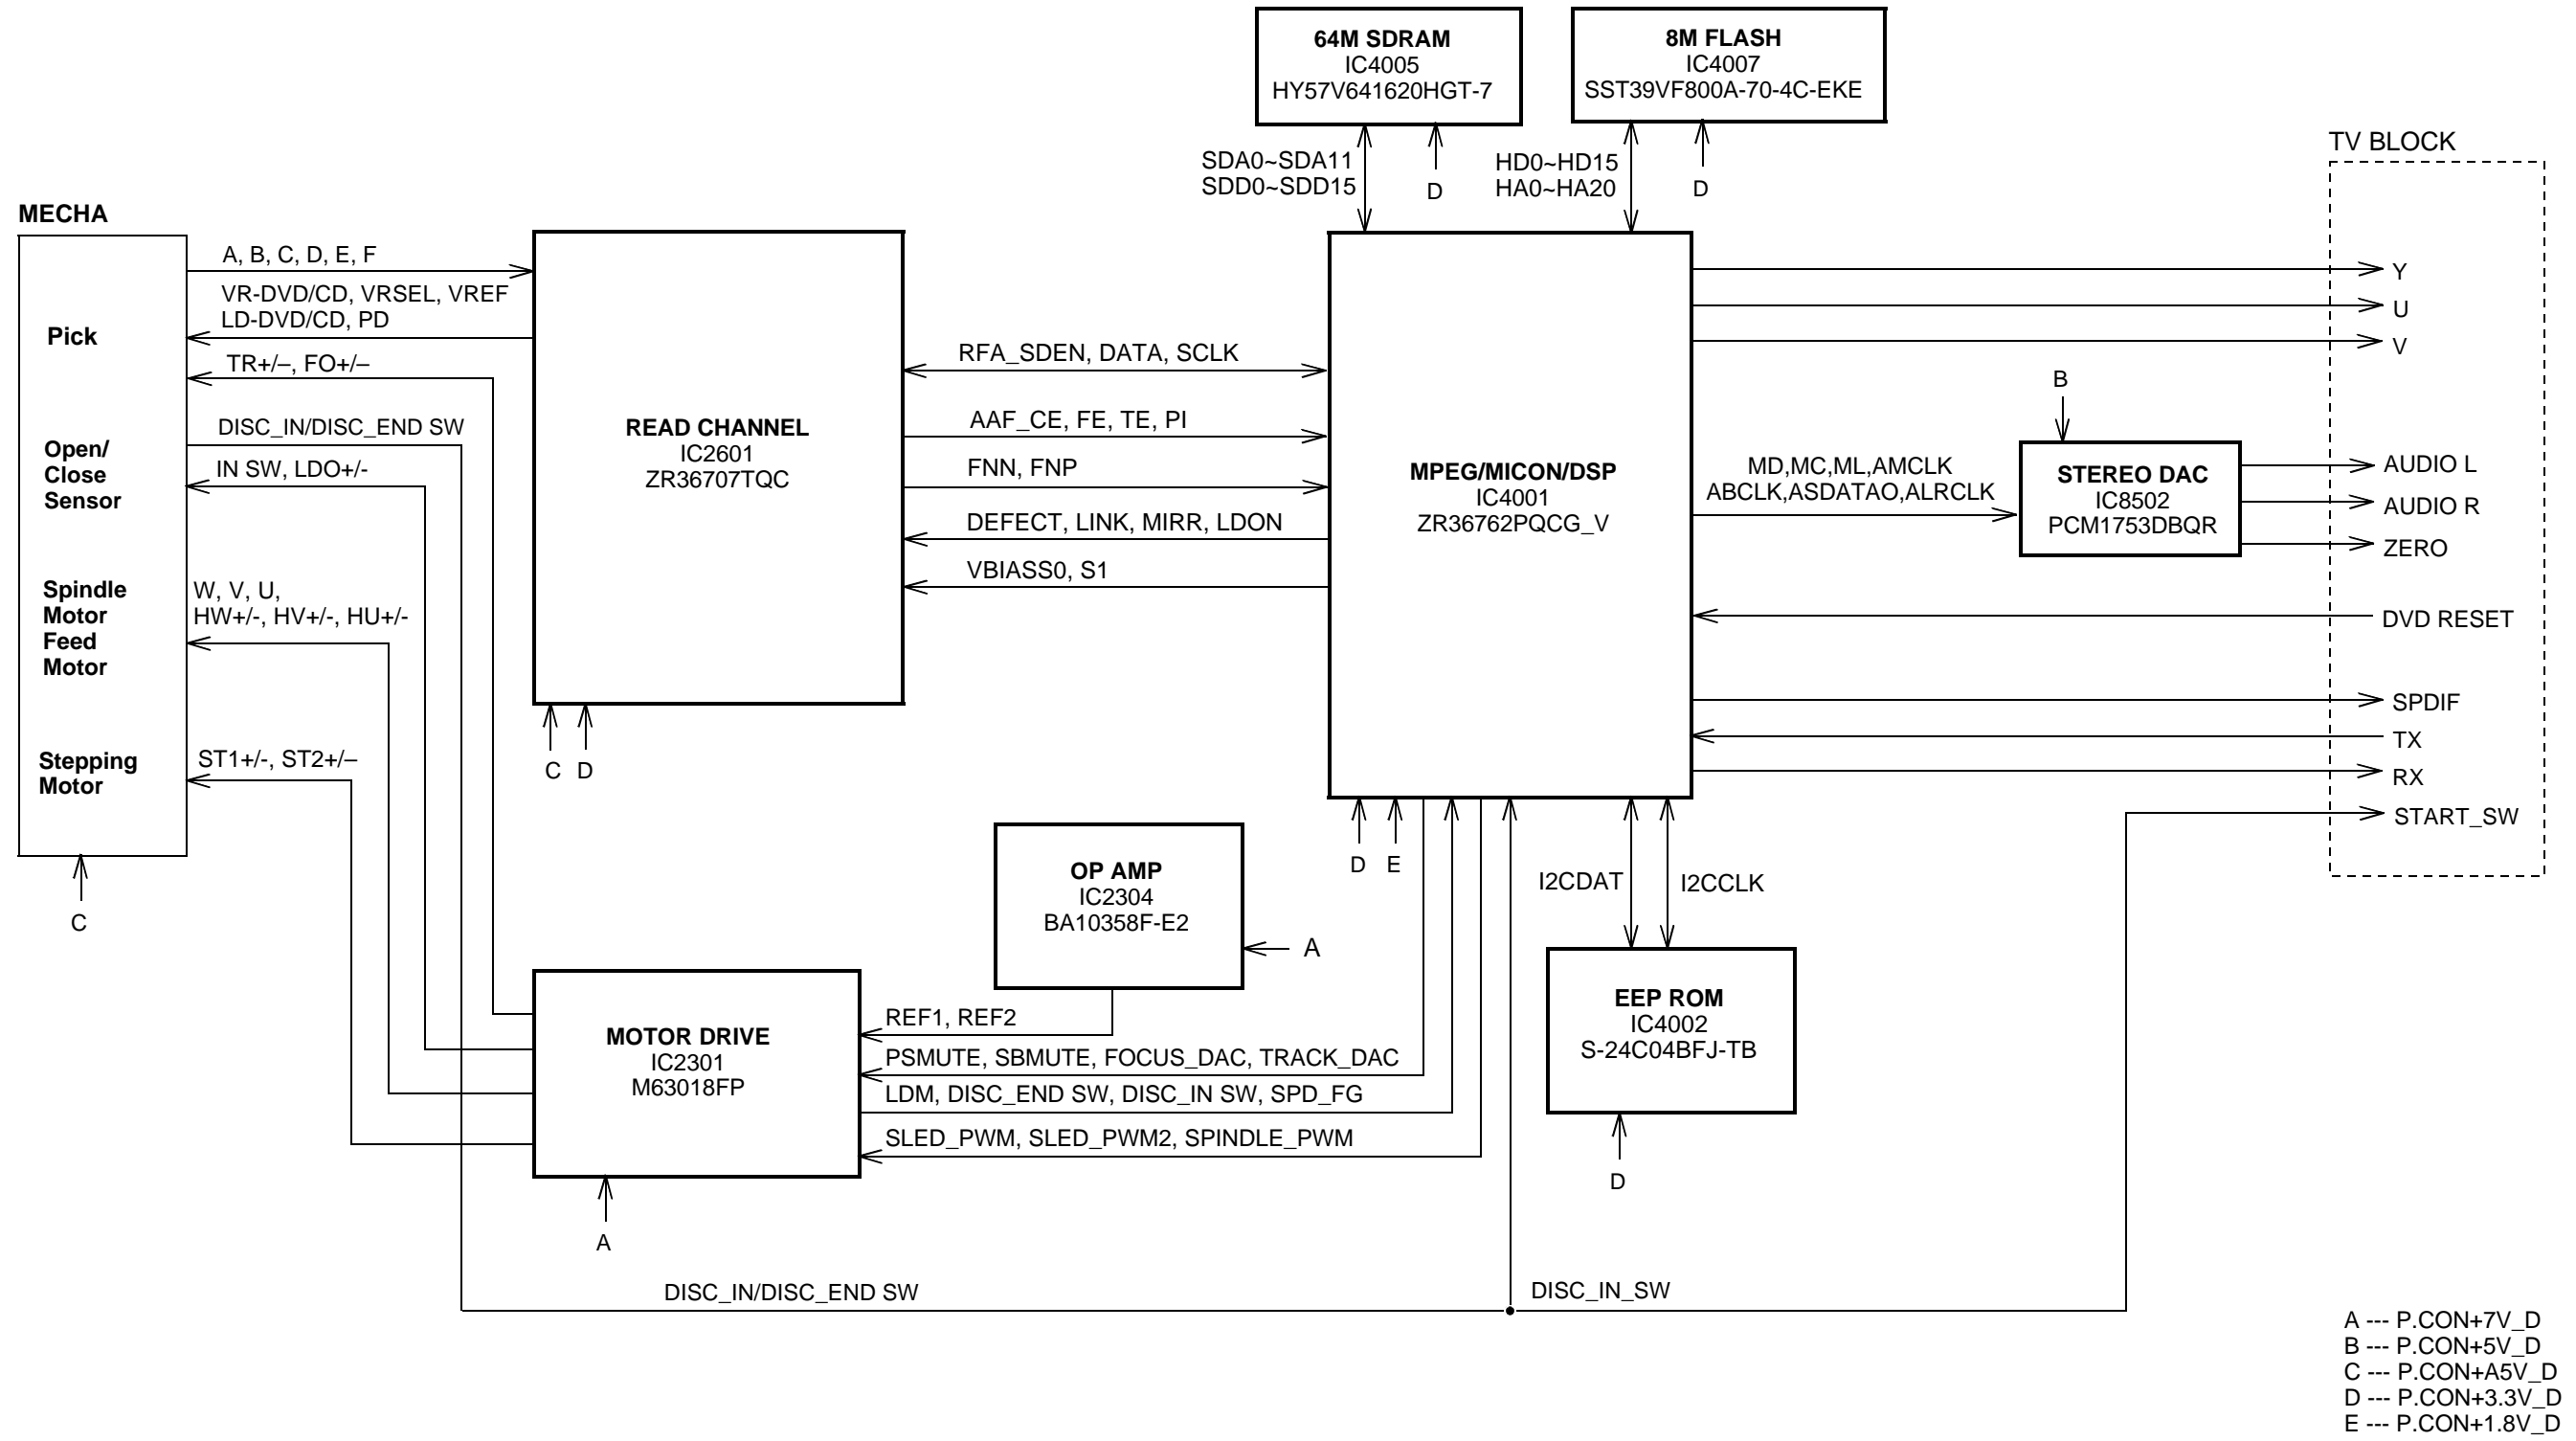 64M SDRAM
IC4005
HY57V641620HGT-7
8M FLASH
IC4007
SST39VF800A-70-4C-EKE
SDA0~SDA11
SDD0~SDD15
D
HD0~HD15
HA0~HA20
D
TV BLOCK
MECHA
Pick
Open/
Close
Sensor
Spindle
Motor
Feed
Motor
Stepping
Motor
C
A, B, C, D, E, F
VR-DVD/CD, VRSEL, VREF
LD-DVD/CD, PD
TR+/–, FO+/–
DISC_IN/DISC_END SW
IN SW, LDO+/-
W, V, U,
HW+/-, HV+/-, HU+/-
ST1+/-, ST2+/–
READ CHANNEL
IC2601
ZR36707TQC
C D
RFA_SDEN, DATA, SCLK
AAF_CE, FE, TE, PI
FNN, FNP
DEFECT, LINK, MIRR, LDON
VBIASS0, S1
MPEG/MICON/DSP
IC4001
ZR36762PQCG_V
D E
MD,MC,ML,AMCLK
ABCLK,ASDATAO,ALRCLK
B
STEREO DAC
IC8502
PCM1753DBQR
Y
U
V
AUDIO L
AUDIO R
ZERO
DVD RESET
SPDIF
TX
RX
START_SW
OP AMP
IC2304
BA10358F-E2
A
I2CDAT
I2CCLK
EEP ROM
IC4002
S-24C04BFJ-TB
D
MOTOR DRIVE
IC2301
M63018FP
A
REF1, REF2
PSMUTE, SBMUTE, FOCUS_DAC, TRACK_DAC
LDM, DISC_END SW, DISC_IN SW, SPD_FG
SLED_PWM, SLED_PWM2, SPINDLE_PWM
DISC_IN/DISC_END SW
DISC_IN_SW
A --- P.CON+7V_D
B --- P.CON+5V_D
C --- P.CON+A5V_D
D --- P.CON+3.3V_D
E --- P.CON+1.8V_D